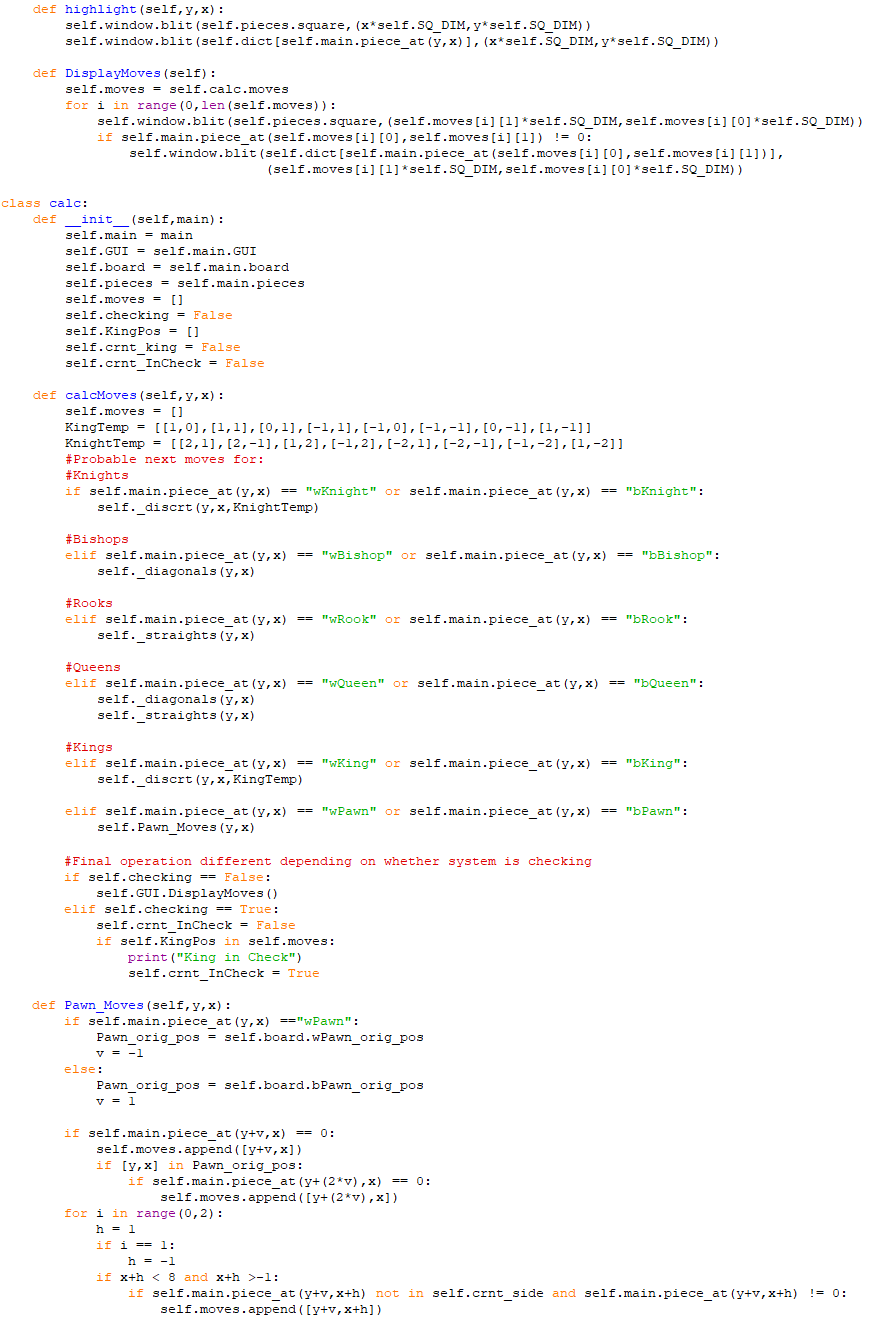 def highlight(self,y,x):
self.window.blit(self.pieces.square,(x*self.SQ_DIM,y*self.SQ_DIM))
self.window.blit(self.dict[self.main.piece_at(y,x)],(x*self.SQ_DIM,y*self.SQ_DIM))
def DisplayMoves(self):
self.moves = self.calc.moves
for i in range(0,len(self.moves)):
self.window.blit(self.pieces.square,(self.moves[i][1]*self.SQ_DIM,self.moves[i][0]*self.SQ_DIM))
if self.main.piece_at(self.moves[i][0],self.moves[i][1]) != 0:
self.window.blit(self.dict[self.main.piece_at(self.moves[i][0],self.moves[i][1])],
(self.moves[i][1]*self.SQ_DIM,self.moves[i][0]*self.SQ_DIM))
class calc:
def __init__(self,main):
self.main = main
self.GUI = self.main.GUI
self.board = self.main.board
self.pieces = self.main.pieces
self.moves = []
self.checking = False
self.KingPos = []
self.crnt_king = False
self.crnt_InCheck = False
def calcMoves(self,y,x):
self.moves = []
KingTemp = [[1,0],[1,1],[0,1],[-1,1],[-1,0],[-1,-1],[0,-1],[1,-1]]
KnightTemp = [[2,1],[2,-1],[1,2],[-1,2],[-2,1],[-2,-1],[-1,-2],[1,-2]]
#Probable next moves for:
#Knights
if self.main.piece_at(y,x) == "wKnight" or self.main.piece_at(y,x) == "bKnight":
self._discrt(y,x,KnightTemp)
#Bishops
elif self.main.piece_at(y,x) == "wBishop" or self.main.piece_at(y,x) == "bBishop":
self._diagonals(y,x)
#Rooks
elif self.main.piece_at(y,x) == "wRook" or self.main.piece_at(y,x) == "bRook":
self._straights(y,x)
#Queens
elif self.main.piece_at(y,x) == "wQueen" or self.main.piece_at(y,x) == "bQueen":
self._diagonals(y,x)
self._straights(y,x)
#Kings
elif self.main.piece_at(y,x) == "wKing" or self.main.piece_at(y,x) == "bKing":
self._discrt(y,x,KingTemp)
elif self.main.piece_at(y,x) == "wPawn" or self.main.piece_at(y,x) == "bPawn":
self.Pawn_Moves(y,x)
#Final operation different depending on whether system is checking
if self.checking == False:
self.GUI.DisplayMoves()
elif self.checking == True:
self.crnt_InCheck = False
if self.KingPos in self.moves:
print("King in Check")
self.crnt_InCheck = True
def Pawn_Moves(self,y,x):
if self.main.piece_at(y,x) =="wPawn":
Pawn_orig_pos = self.board.wPawn_orig_pos
v = -1
else:
Pawn_orig_pos = self.board.bPawn_orig_pos
v = 1
if self.main.piece_at(y+v,x) == 0:
self.moves.append([y+v,x])
if [y,x] in Pawn_orig_pos:
if self.main.piece_at(y+(2*v),x) == 0:
self.moves.append([y+(2*v),x])
for i in range(0,2):
h = 1
if i == 1:
h = -1
if x+h < 8 and x+h >-1:
if self.main.piece_at(y+v,x+h) not in self.crnt_side and self.main.piece_at(y+v,x+h) != 0:
self.moves.append([y+v,x+h])